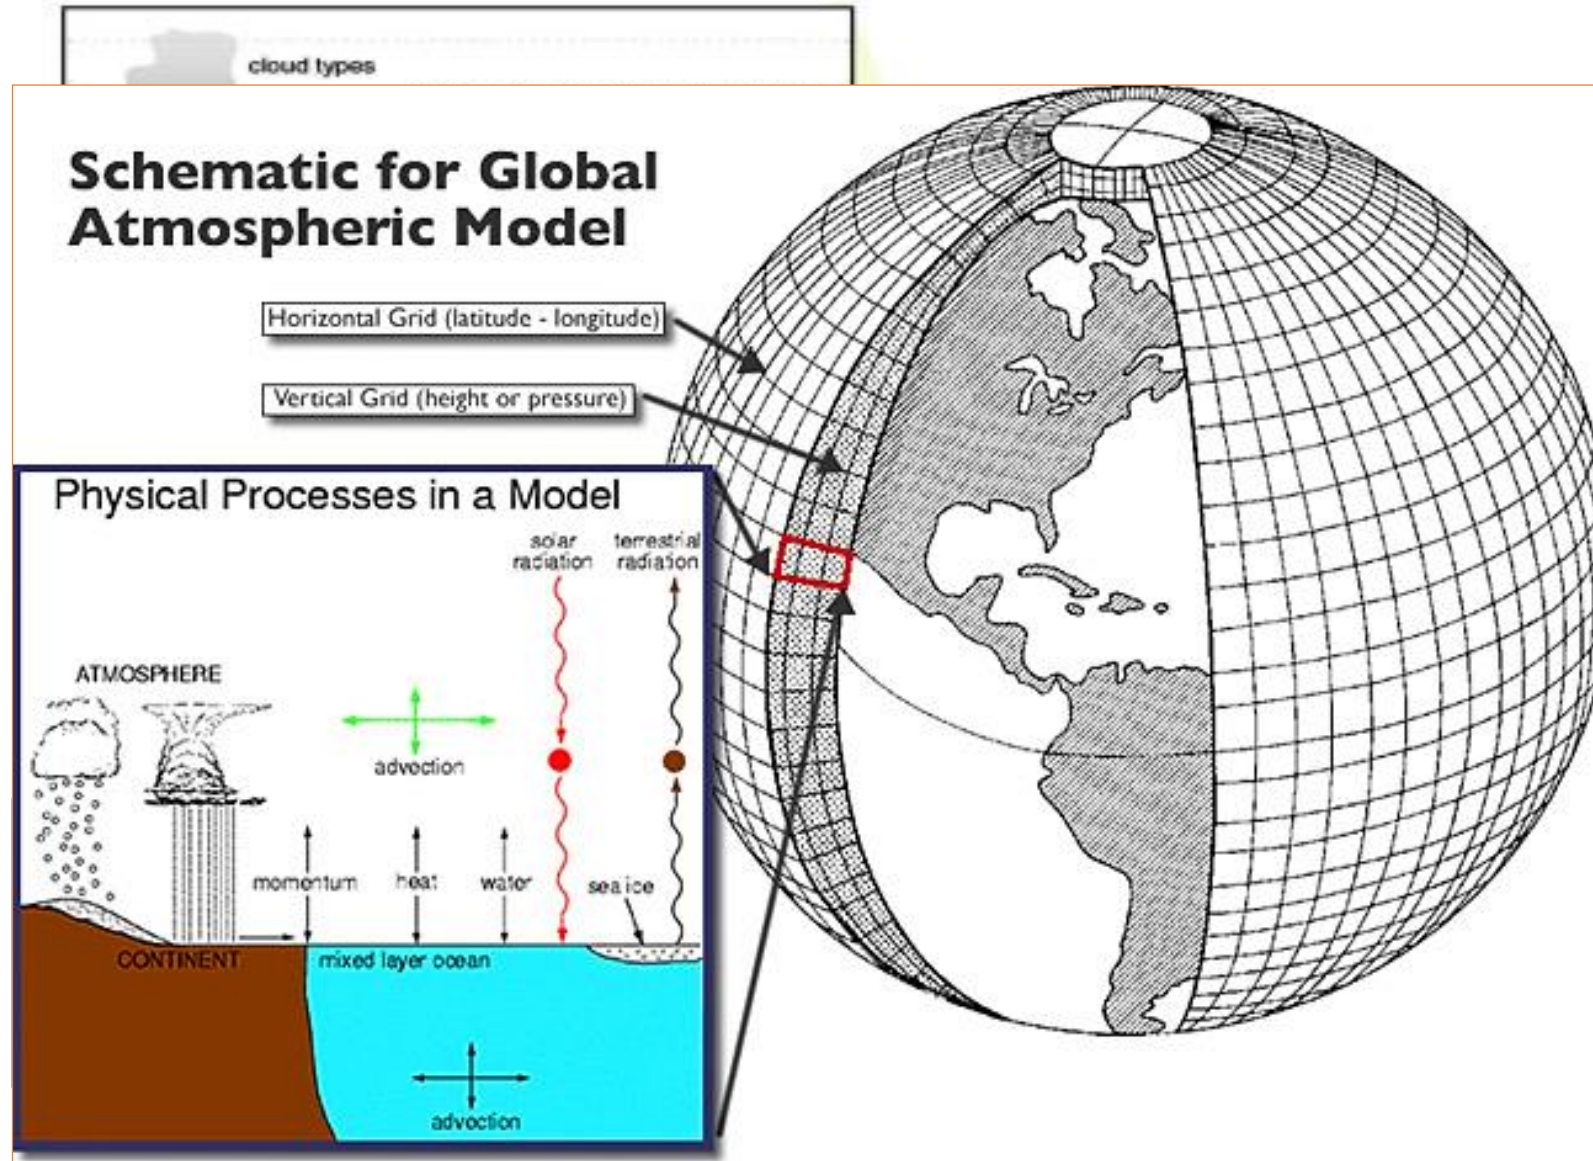 cloud types
Schematic for Global
Atmospheric Model
Horizontal Grid (latitude - longitude)
Vertical Grid (height or pressure)
Physical Processes in a Model
solar
radiation
terrestrial
radiation
ATMOSPHERE
advection
momentum
heat
water
sea ice
CONTINENT
mixed layer ocean
advection